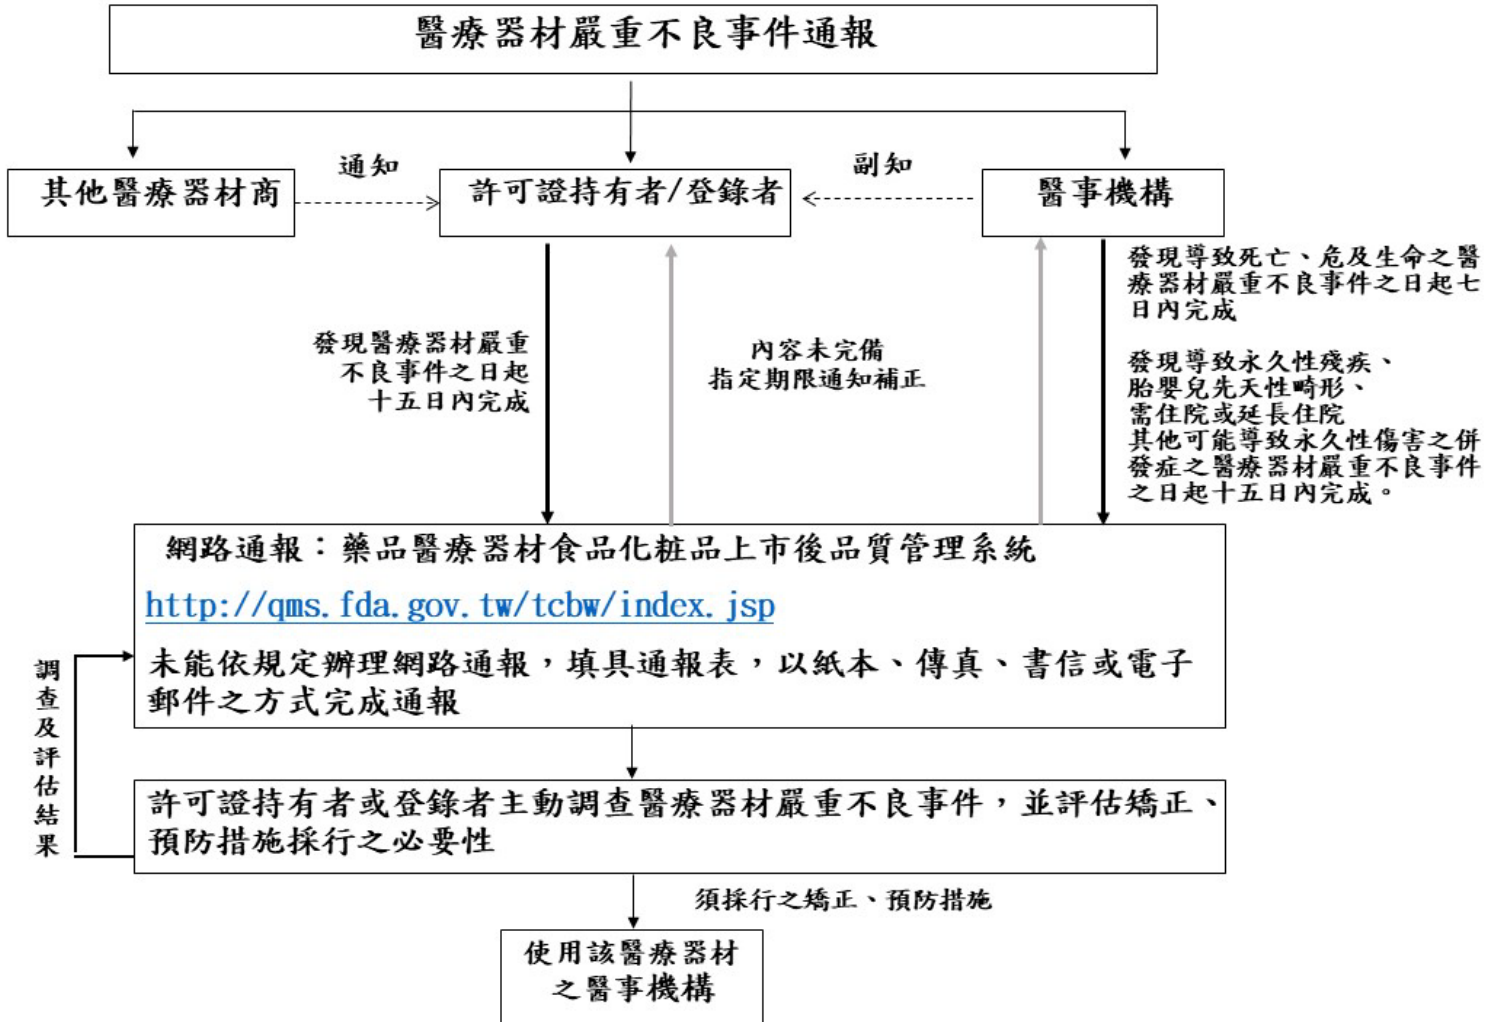 醫療器材嚴重不良事件通報
通知
副知
其他醫療器材商
許可證持有者/登錄者
醫事機構
發現醫療器材嚴重
不良事件之日起
十五日內完成
內容未完備
指定期限通知補正
發現導致死亡、危及生命之醫
療器材嚴重不良事件之日起七
日內完成
發現導致永久性殘疾、
胎嬰兒先天性畸形、
需住院或延長住院
其他可能導致永久性傷害之併
發症之醫療器材嚴重不良事件
之日起十五日內完成。
網路通報：藥品醫療器材食品化粧品上市後品質管理系統
http://qms.fda.gov.tw/tcbw/index.jsp
未能依規定辦理網路通報，填具通報表，以紙本、傳真、書信或電子
郵件之方式完成通報
調查及評估結果
許可證持有者或登錄者主動調查醫療器材嚴重不良事件，並評估矯正、
預防措施採行之必要性
須採行之矯正、預防措施
使用該醫療器材
之醫事機構